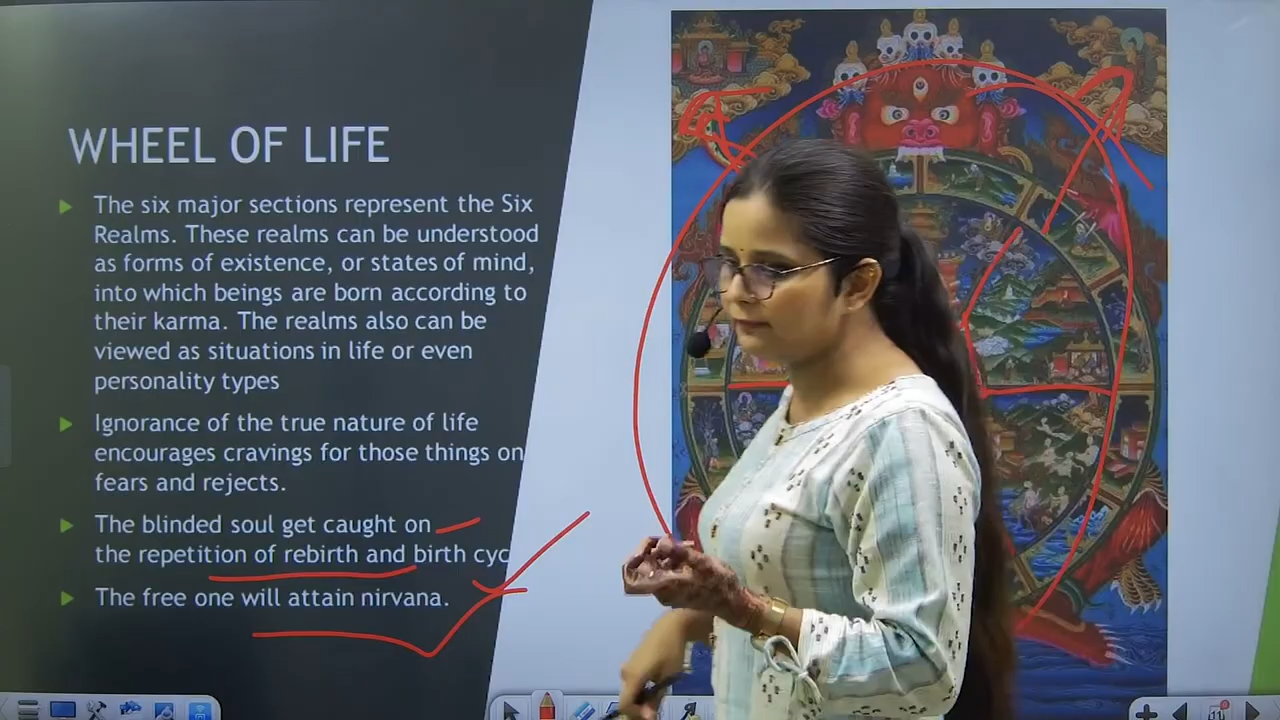 WHEEL OF LIFE
The six major sections represent the Six
Realms. These realms can be understood
as forms of existence, or states of mind,
into which beings are born according to
their karma. The realms also can be
viewed as situations in life or even
personality types
Ignorance of the true nature of life
encourages cravings for those things on
fears and rejects.
The blinded soul get caught on
the repetition of rebirth and birth cyc
The free one will attain nirvana.
11